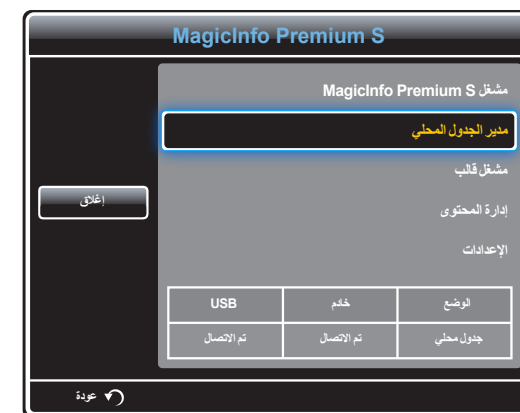 MagicInfo Premium S
مشغل MagicInfo Premium S
مدير الجدول المحلي
مشغل قالب
إدارة المحتوى
الإعدادات
إغلاق
الوضع خادم USB
جدول محلي تم الاتصال تم الاتصال
عودة